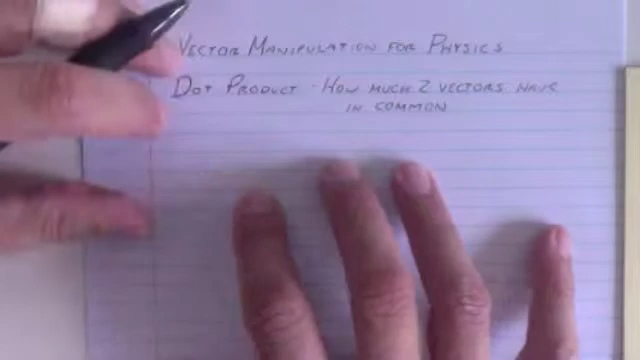 Vector Manipulation for Physics
Dot Product - How much 2 vectors have
in common